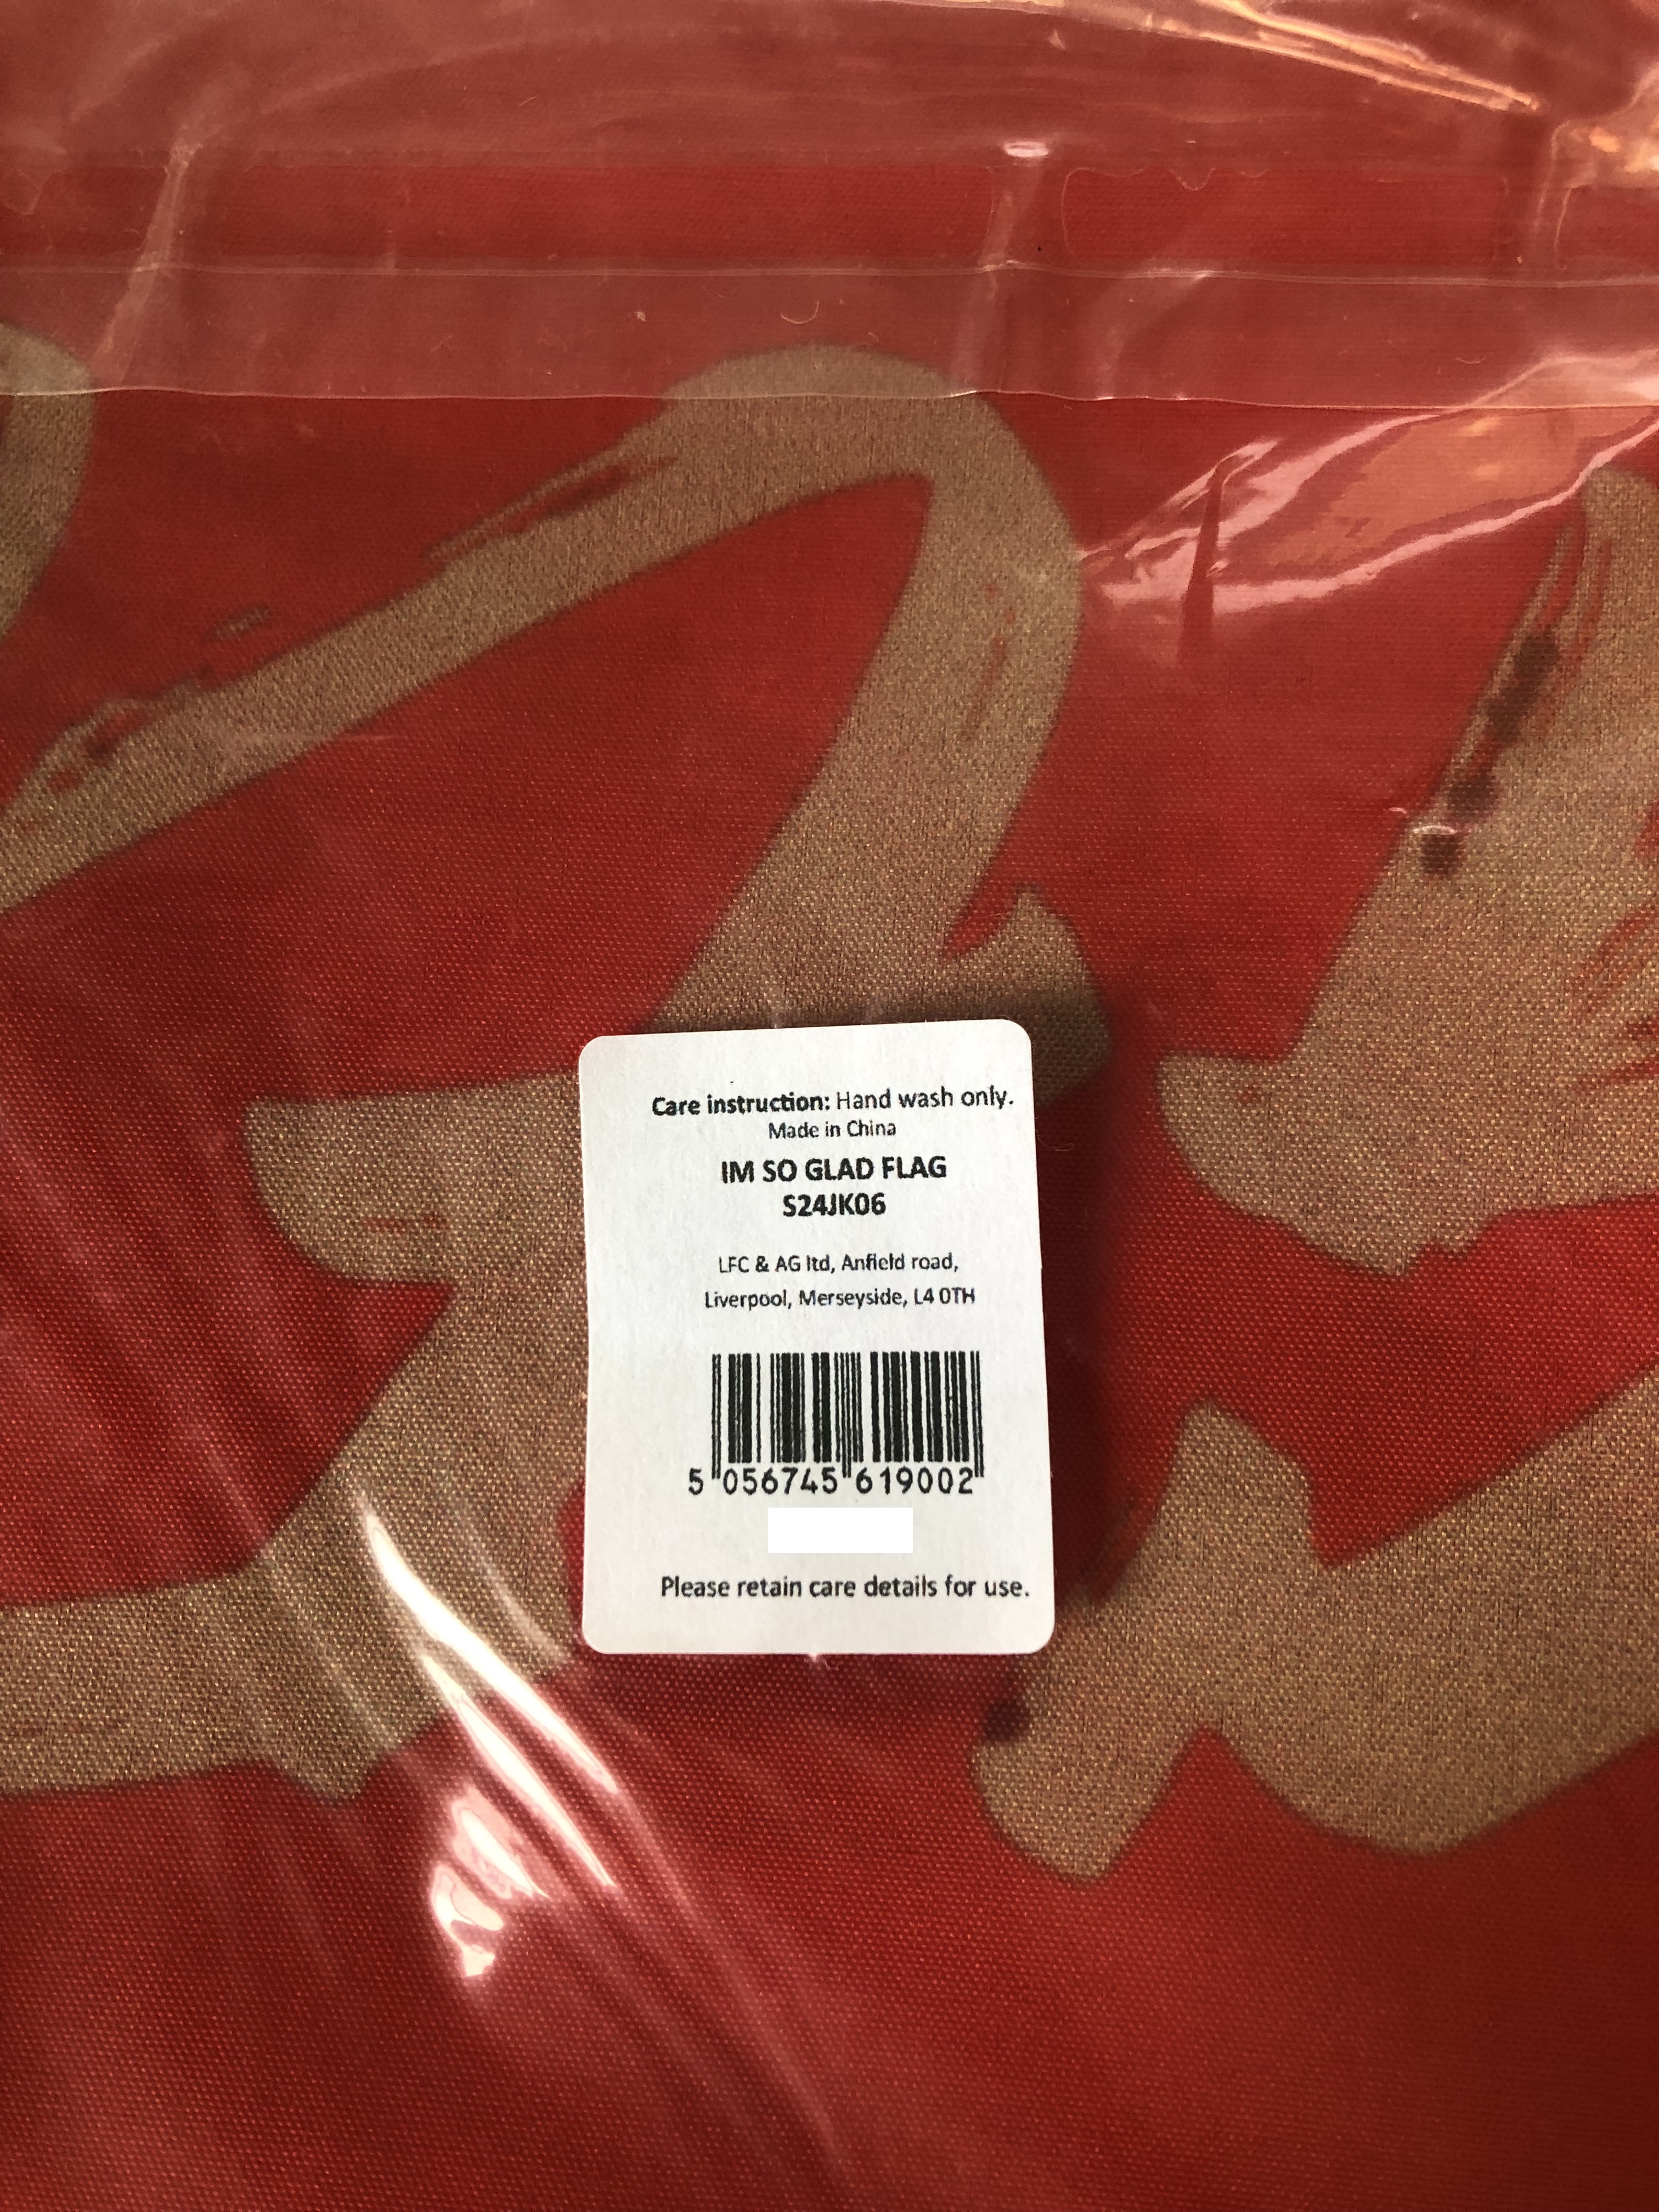 Care instruction: Hand wash only.
Made in China
IM SO GLAD FLAG
S24JK06
LFC & AG ltd, Anfield road,
Liverpool, Merseyside, L4 0TH
5 056745 619002
Please retain care details for use.